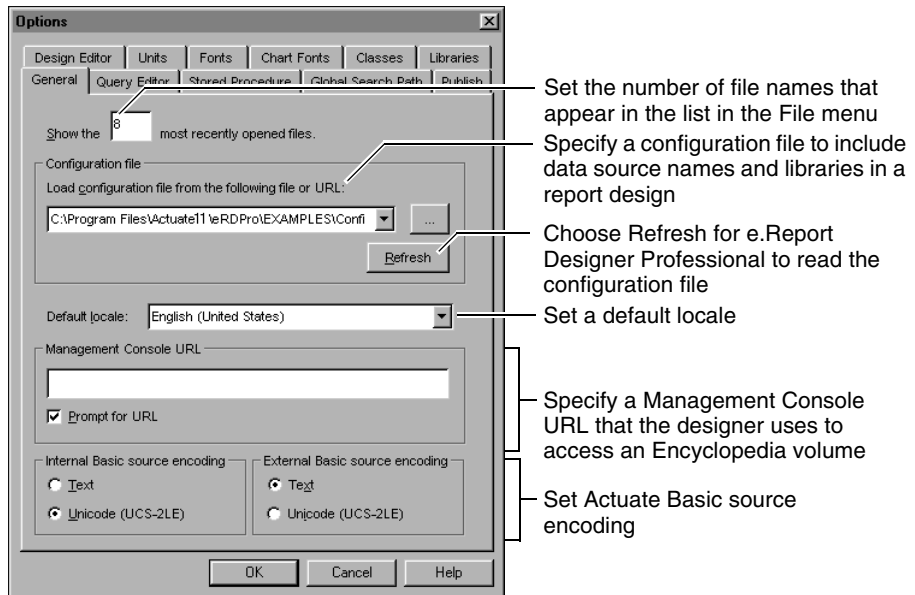 Options
Design Editor Units Fonts Chart Fonts Classes Libraries
General Query Editor Stored Procedure Global Search Path Publish
Show the 8 most recently opened files.
Configuration file
Load configuration file from the following file or URL:
C:\Program Files\Actuate11\eRDPro\EXAMPLES\Confi ...
Refresh
Default locale: English (United States)
Management Console URL
Prompt for URL
Internal Basic source encoding External Basic source encoding
Text Text
Unicode (UCS-2LE) Unicode (UCS-2LE)
OK Cancel Help
Set the number of file names that
appear in the list in the File menu
Specify a configuration file to include
data source names and libraries in a
report design
Choose Refresh for e.Report
Designer Professional to read the
configuration file
Set a default locale
Specify a Management Console
URL that the designer uses to
access an Encyclopedia volume
Set Actuate Basic source
encoding